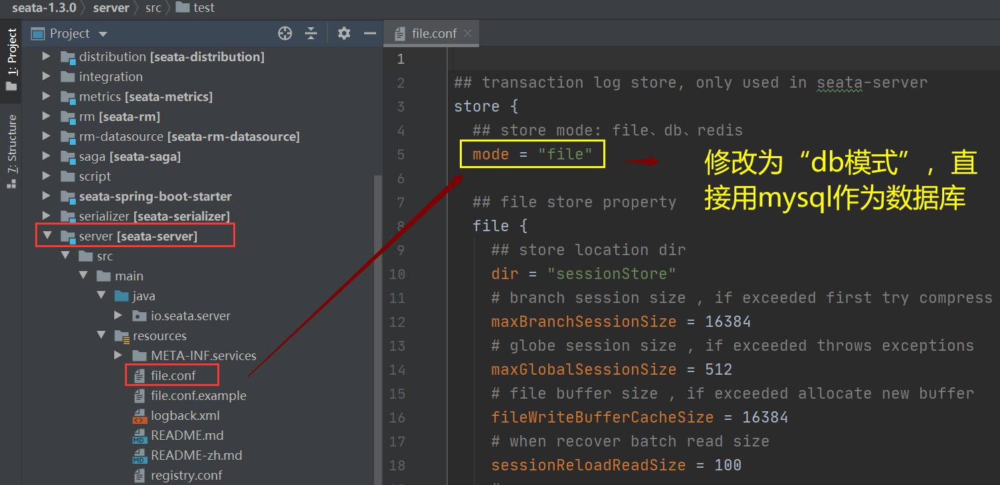 seata-1.3.0 server src test
1: Project
7: Structure
Project
distribution [seata-distribution]
integration
metrics [seata-metrics]
rm [seata-rm]
rm-datasource [seata-rm-datasource]
saga [seata-saga]
script
seata-spring-boot-starter
serializer [seata-serializer]
server [seata-server]
src
main
java
io.seata.server
resources
META-INF.services
file.conf
file.conf.example
logback.xml
README.md
README-zh.md
registry.conf
file.conf
1
2 ## transaction log store, only used in seata-server
3 store {
4 ## store mode: file、db、redis
5 mode = "file"
6
7 ## file store property
8 file {
9 ## store location dir
10 dir = "sessionStore"
11 # branch session size , if exceeded first try compress
12 maxBranchSessionSize = 16384
13 # globe session size , if exceeded throws exceptions
14 maxGlobalSessionSize = 512
15 # file buffer size , if exceeded allocate new buffer
16 fileWriteBufferCacheSize = 16384
17 # when recover batch read size
18 sessionReloadReadSize = 100
修改为“db模式”，直
接用mysql作为数据库